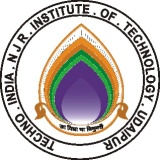 TECHNO . INDIA . N J R . INSTITUTE . OF . TECHNOLOGY . UDAIPUR
सा विद्या या विमुक्तये